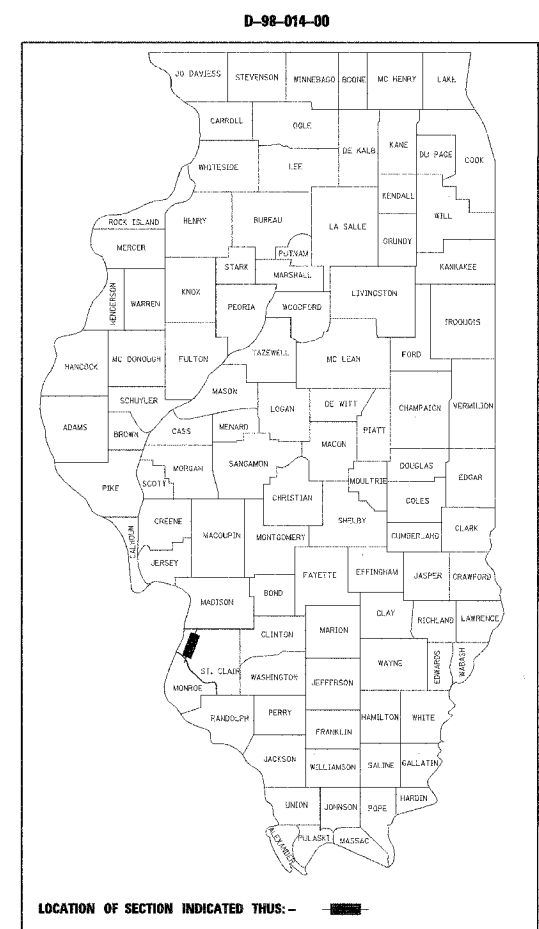 D-98-014-00
JO DAVIESS STEVENSON WINNEBAGO BOONE MC HENRY LAKE
CARROLL OGLE KANE DU PAGE COOK
WHITESIDE LEE DE KALB
KENDALL WILL
ROCK ISLAND HENRY BUREAU LA SALLE GRUNDY
MERCER PUTNAM KANKAKEE
STARK MARSHALL
HENDERSON WARREN KNOX PEORIA WOODFORD LIVINGSTON IROQUOIS
HANCOCK MC DONOUGH FULTON TAZEWELL MC LEAN FORD
MASON
SCHUYLER LOGAN DE WITT CHAMPAIGN VERMILION
ADAMS BROWN CASS MENARD MACON PIATT
PIKE SCOTT MORGAN SANGAMON MOULTRIE DOUGLAS EDGAR
CHRISTIAN COLES
CALHOUN GREENE MACOUPIN MONTGOMERY SHELBY CUMBERLAND CLARK
JERSEY FAYETTE EFFINGHAM JASPER CRAWFORD
MADISON BOND
CLINTON MARION CLAY RICHLAND LAWRENCE
ST. CLAIR WAYNE EDWARDS WABASH
MONROE WASHINGTON JEFFERSON
RANDOLPH PERRY HAMILTON WHITE
FRANKLIN
JACKSON WILLIAMSON SALINE GALLATIN
UNION JOHNSON POPE HARDIN
ALEXANDER PULASKI MASSAC
LOCATION OF SECTION INDICATED THUS: -